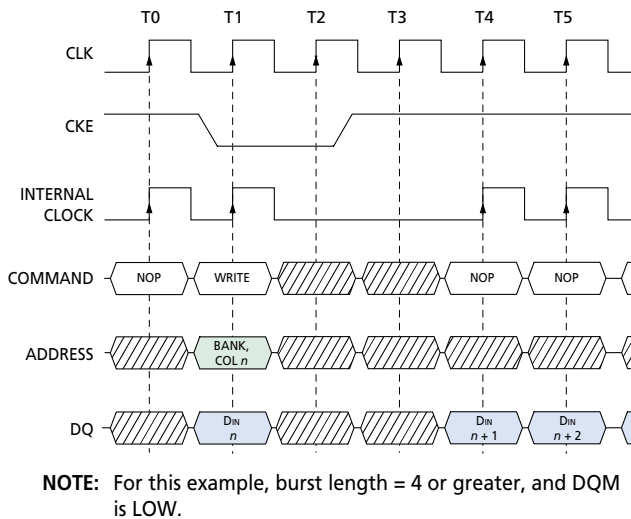 T0 T1 T2 T3 T4 T5
CLK
CKE
INTERNAL
CLOCK
COMMAND NOP WRITE NOP NOP
ADDRESS BANK,
COL n
DQ DIN DIN DIN
n n + 1 n + 2
NOTE: For this example, burst length = 4 or greater, and DQM
is LOW.